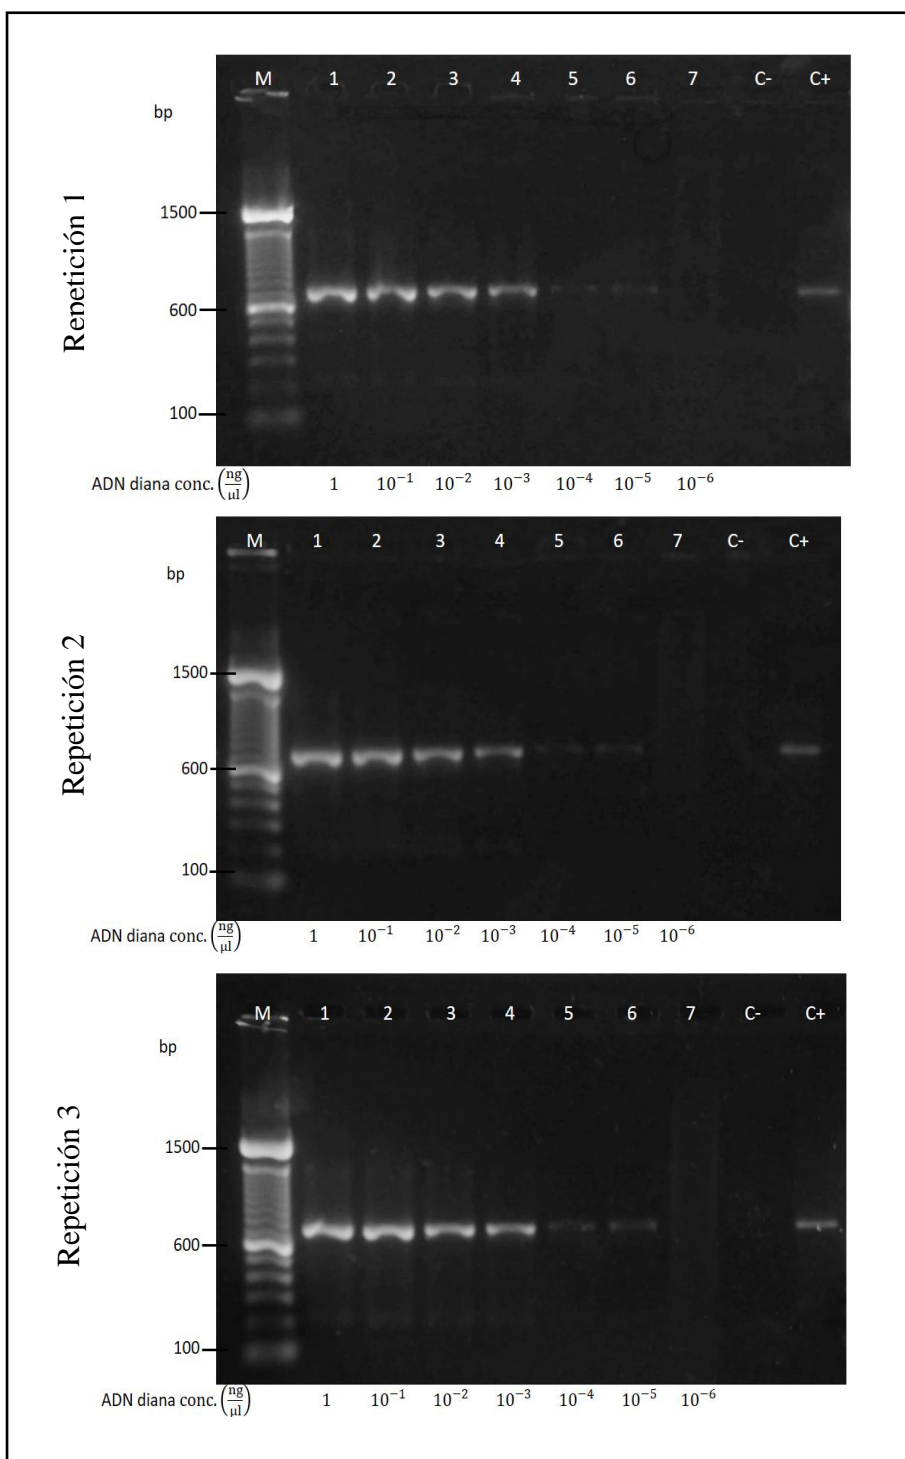 Repetición 1
M 1 2 3 4 5 6 7 C- C+
bp
1500
600
100
ADN diana conc. (ng/µl) 1 10⁻¹ 10⁻² 10⁻³ 10⁻⁴ 10⁻⁵ 10⁻⁶
Repetición 2
M 1 2 3 4 5 6 7 C- C+
bp
1500
600
100
ADN diana conc. (ng/µl) 1 10⁻¹ 10⁻² 10⁻³ 10⁻⁴ 10⁻⁵ 10⁻⁶
Repetición 3
M 1 2 3 4 5 6 7 C- C+
bp
1500
600
100
ADN diana conc. (ng/µl) 1 10⁻¹ 10⁻² 10⁻³ 10⁻⁴ 10⁻⁵ 10⁻⁶